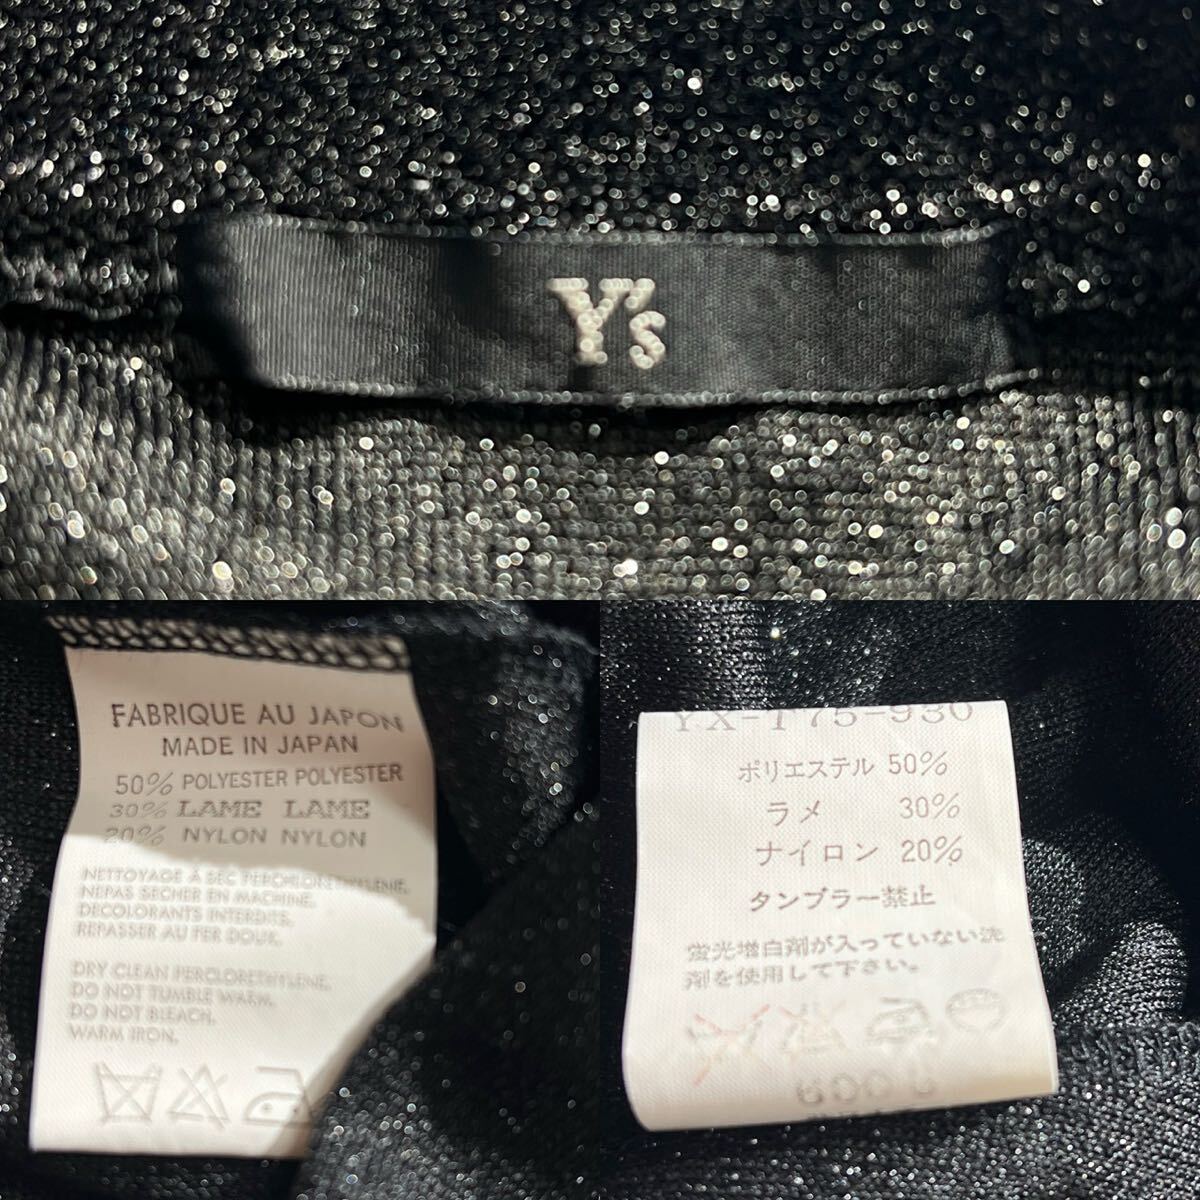 Y's
FABRIQUE AU JAPON
MADE IN JAPAN
50% POLYESTER POLYESTER
30% LAME LAME
20% NYLON NYLON
NETTOYAGE À SEC PERCHLORETHYLENE.
NEPAS SECHER EN MACHINE.
DECOLORANTS INTERDITS.
REPASSER AU FER DOUX.
DRY CLEAN PERCLORETHYLENE.
DO NOT TUMBLE WARM.
DO NOT BLEACH.
WARM IRON.
YX-T75-930
ポリエステル 50%
ラメ 30%
ナイロン 20%
タンブラー禁止
蛍光増白剤が入っていない洗
剤を使用して下さい。